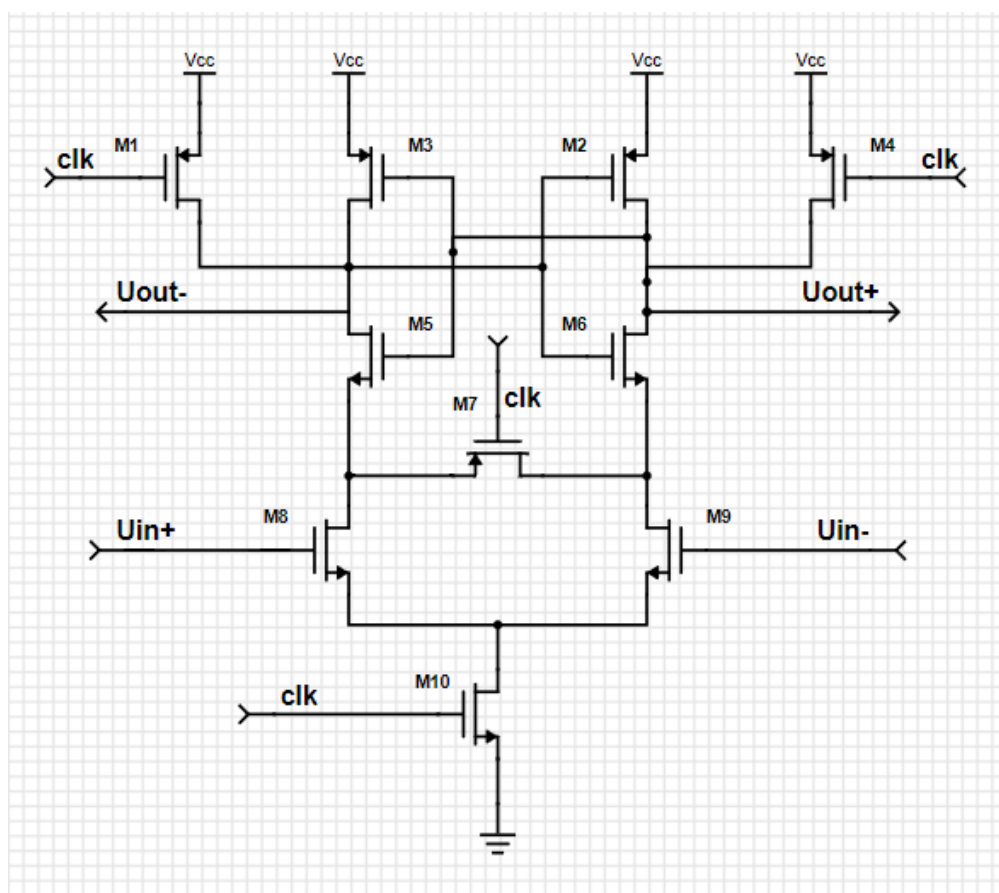 Vcc Vcc Vcc Vcc
M1 M3 M2 M4
clk clk
Uout- Uout+
M5 M6
M7 clk
M8 M9
Uin+ Uin-
M10
clk